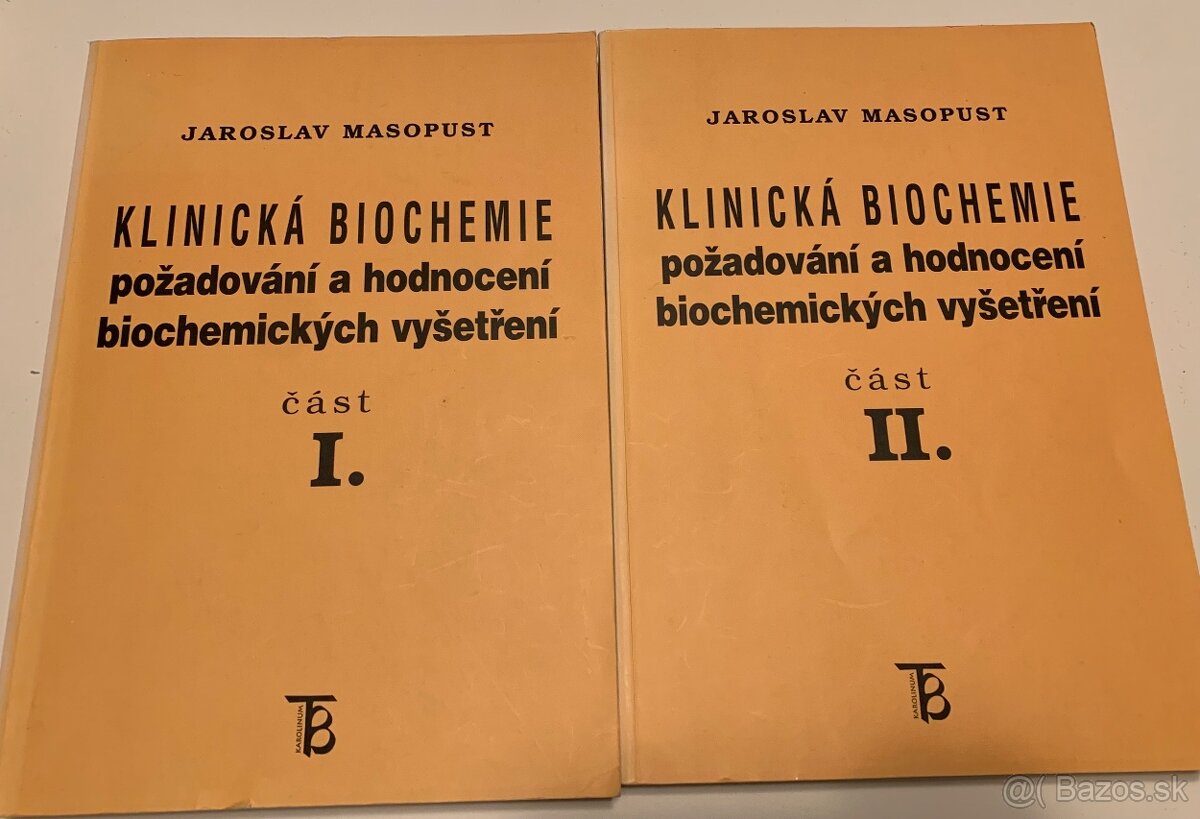 JAROSLAV MASOPUST
KLINICKÁ BIOCHEMIE
požadování a hodnocení
biochemických vyšetření
část
I.
KAROLINUM
JAROSLAV MASOPUST
KLINICKÁ BIOCHEMIE
požadování a hodnocení
biochemických vyšetření
část
II.
KAROLINUM
@( Bazos.sk